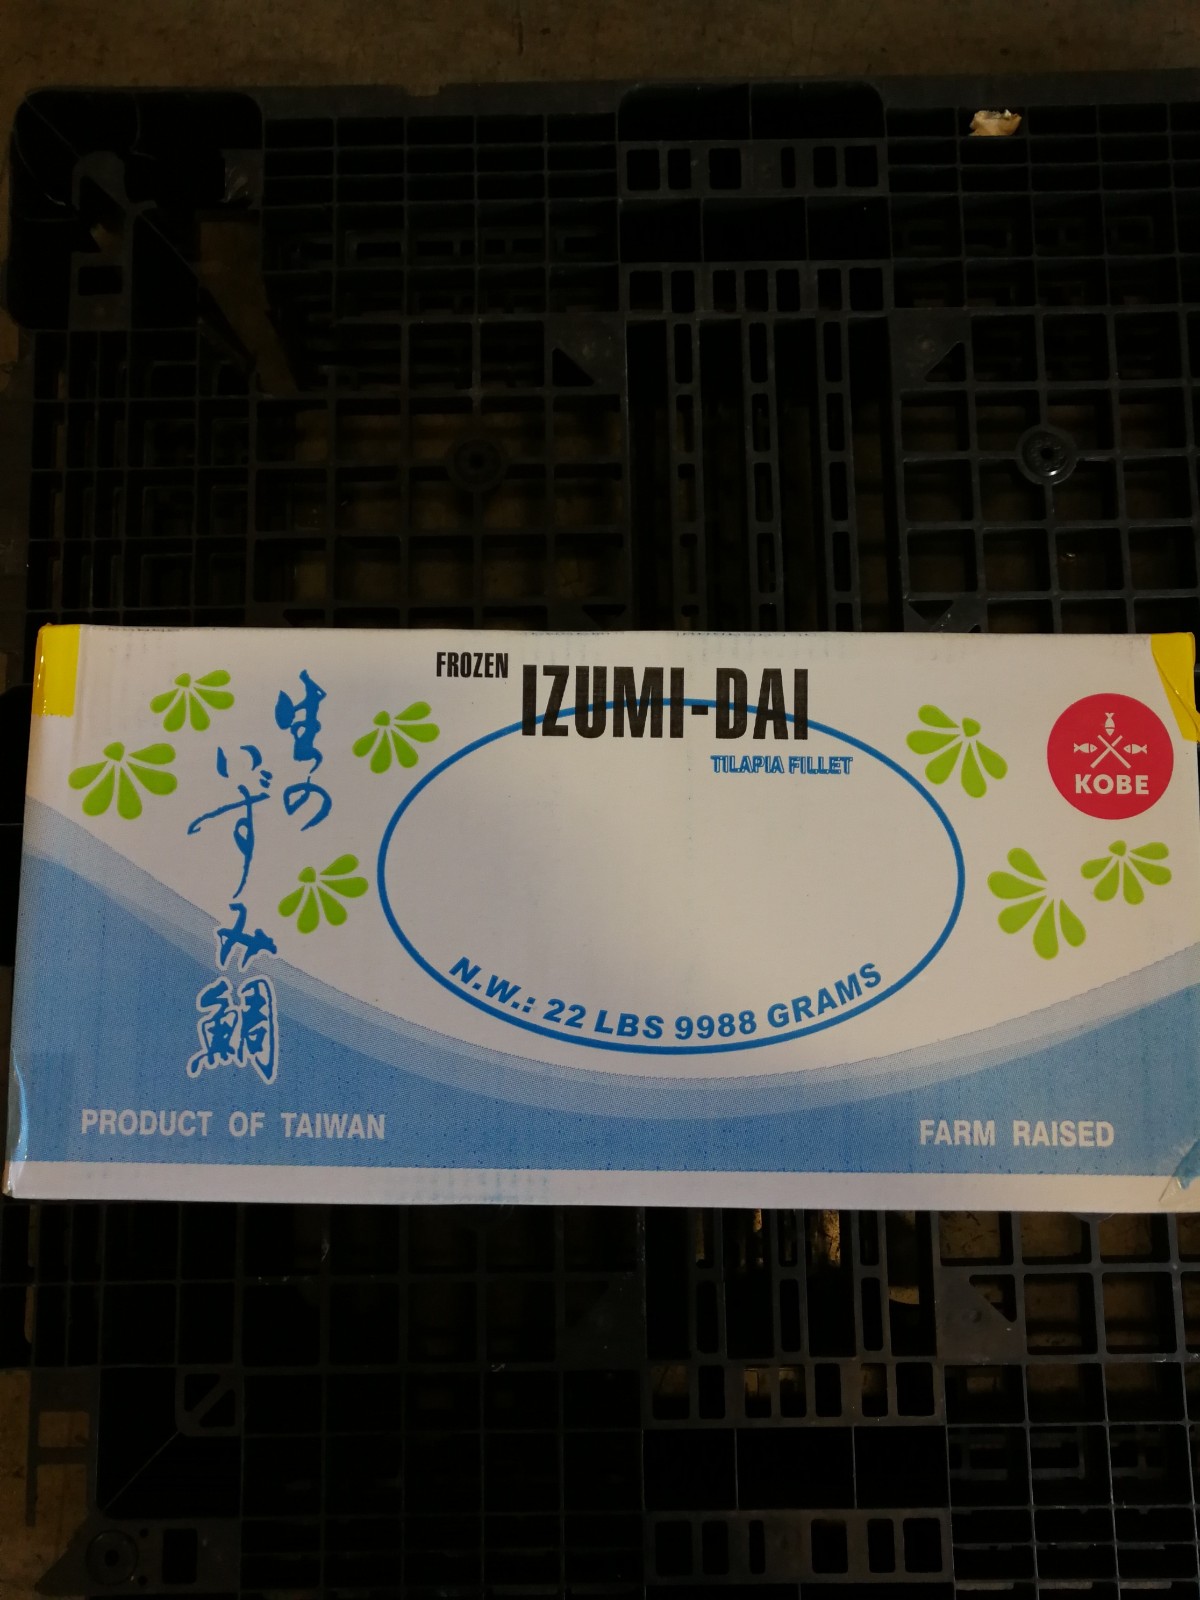 FROZEN IZUMI-DAI
TILAPIA FILLET
生の
いずみ鯛
KOBE
N.W.: 22 LBS 9988 GRAMS
PRODUCT OF TAIWAN
FARM RAISED